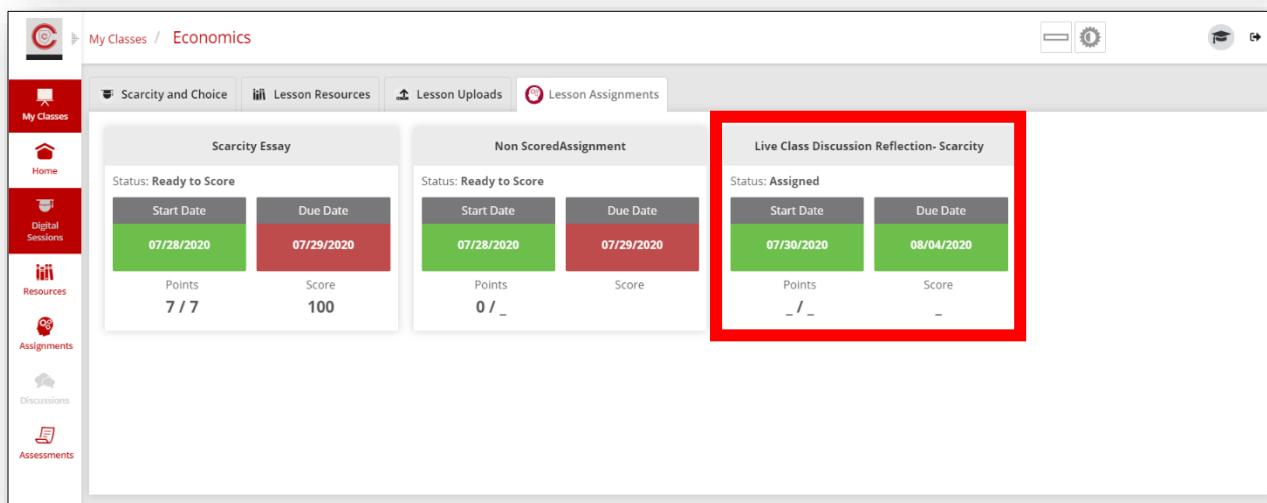 My Classes / Economics
Scarcity and Choice Lesson Resources Lesson Uploads Lesson Assignments
My Classes
Home
Digital
Sessions
Resources
Assignments
Discussions
Assessments
Scarcity Essay
Status: Ready to Score
Start Date Due Date
07/28/2020 07/29/2020
Points Score
7 / 7 100
Non ScoredAssignment
Status: Ready to Score
Start Date Due Date
07/28/2020 07/29/2020
Points Score
0 / _
Live Class Discussion Reflection- Scarcity
Status: Assigned
Start Date Due Date
07/30/2020 08/04/2020
Points Score
_ / _ _